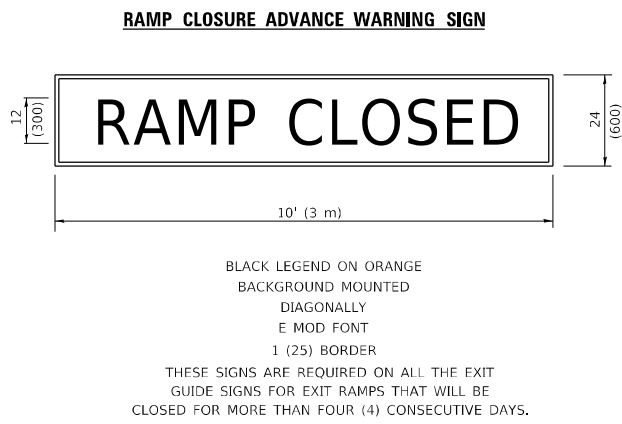 RAMP CLOSURE ADVANCE WARNING SIGN
RAMP CLOSED
12
(300)
24
(600)
10' (3 m)
BLACK LEGEND ON ORANGE
BACKGROUND MOUNTED
DIAGONALLY
E MOD FONT
1 (25) BORDER
THESE SIGNS ARE REQUIRED ON ALL THE EXIT
GUIDE SIGNS FOR EXIT RAMPS THAT WILL BE
CLOSED FOR MORE THAN FOUR (4) CONSECUTIVE DAYS.